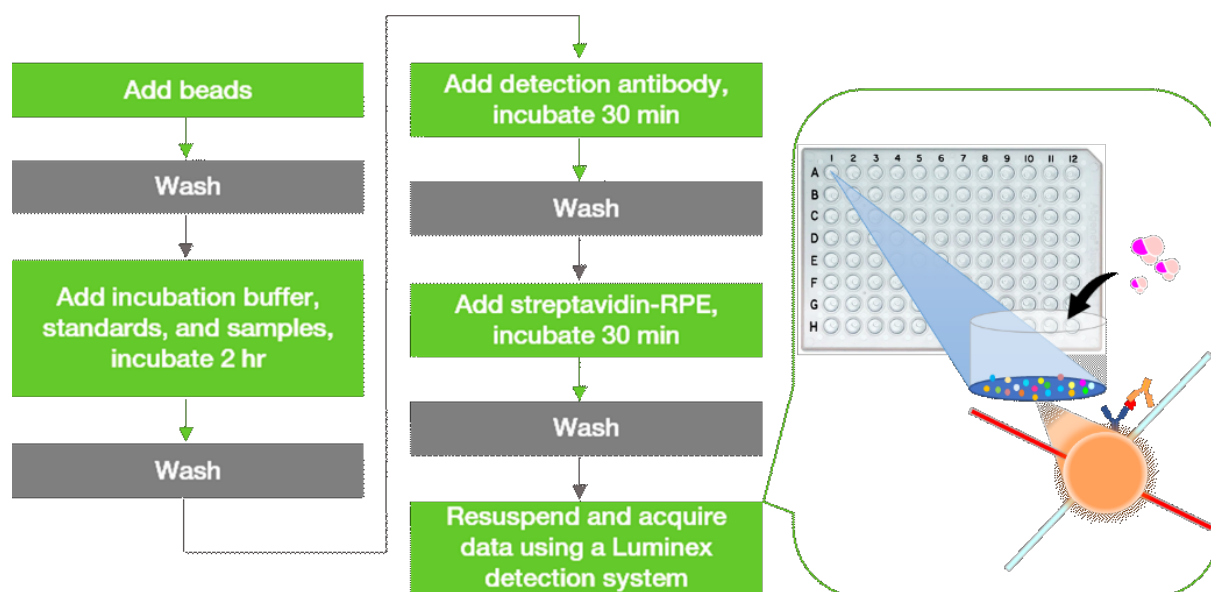 Add beads
Wash
Add incubation buffer,
standards, and samples,
incubate 2 hr
Wash
Add detection antibody,
incubate 30 min
Wash
Add streptavidin-RPE,
incubate 30 min
Wash
Resuspend and acquire
data using a Luminex
detection system
1 2 3 4 5 6 7 8 9 10 11 12
A
B
C
D
E
F
G
H